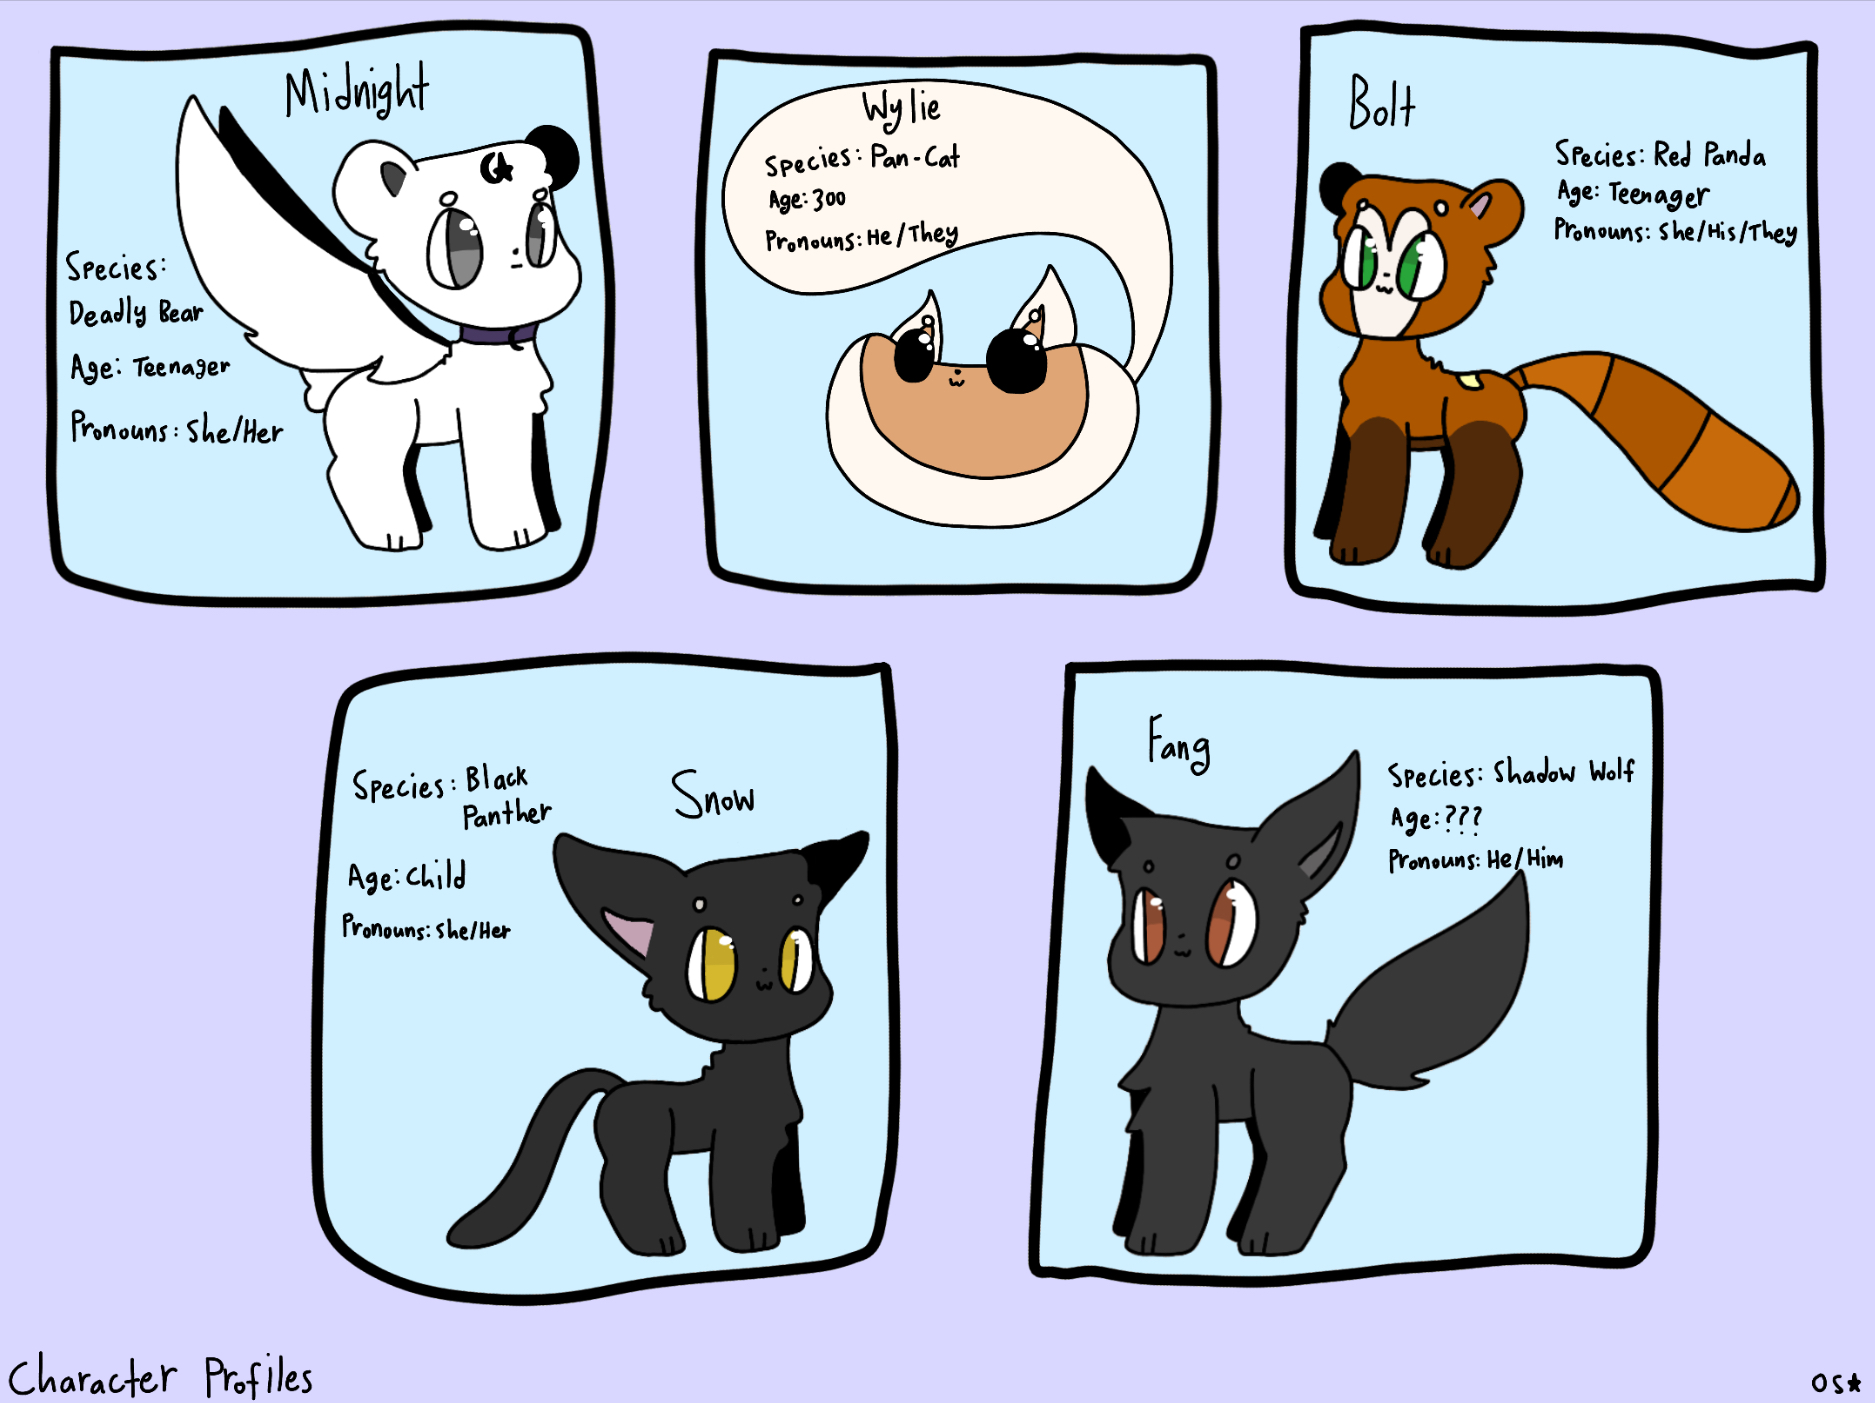 Midnight
Species:
Deadly Bear
Age: Teenager
Pronouns: She/Her
Wylie
Species: Pan-Cat
Age: 300
Pronouns: He/They
Bolt
Species: Red Panda
Age: Teenager
Pronouns: She/His/They
Snow
Species: Black
Panther
Age: Child
Pronouns: She/Her
Fang
Species: Shadow Wolf
Age: ???
Pronouns: He/Him
Character Profiles
OS★